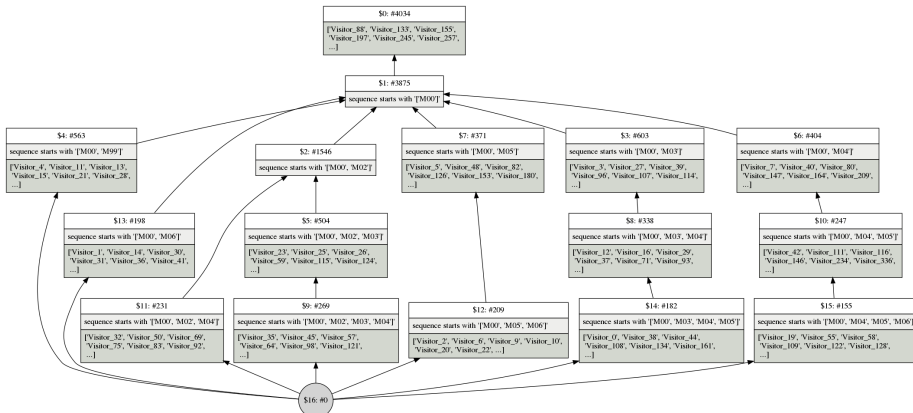 $0: #4034
['Visitor_88', 'Visitor_133', 'Visitor_155',
'Visitor_197', 'Visitor_245', 'Visitor_257',
...]
$1: #3875
sequence starts with '['M00']'
$4: #563
sequence starts with '['M00', 'M99']'
['Visitor_4', 'Visitor_11', 'Visitor_13',
'Visitor_15', 'Visitor_21', 'Visitor_28',
...]
$2: #1546
sequence starts with '['M00', 'M02']'
$7: #371
sequence starts with '['M00', 'M05']'
['Visitor_5', 'Visitor_48', 'Visitor_82',
'Visitor_126', 'Visitor_153', 'Visitor_180',
...]
$3: #603
sequence starts with '['M00', 'M03']'
['Visitor_3', 'Visitor_27', 'Visitor_39',
'Visitor_96', 'Visitor_107', 'Visitor_114',
...]
$6: #404
sequence starts with '['M00', 'M04']'
['Visitor_7', 'Visitor_40', 'Visitor_80',
'Visitor_147', 'Visitor_164', 'Visitor_209',
...]
$13: #198
sequence starts with '['M00', 'M06']'
['Visitor_1', 'Visitor_14', 'Visitor_30',
'Visitor_31', 'Visitor_36', 'Visitor_41',
...]
$5: #504
sequence starts with '['M00', 'M02', 'M03']'
['Visitor_23', 'Visitor_25', 'Visitor_26',
'Visitor_59', 'Visitor_115', 'Visitor_124',
...]
$8: #338
sequence starts with '['M00', 'M03', 'M04']'
['Visitor_12', 'Visitor_16', 'Visitor_29',
'Visitor_37', 'Visitor_71', 'Visitor_93',
...]
$10: #247
sequence starts with '['M00', 'M04', 'M05']'
['Visitor_42', 'Visitor_111', 'Visitor_116',
'Visitor_146', 'Visitor_234', 'Visitor_336',
...]
$11: #231
sequence starts with '['M00', 'M02', 'M04']'
['Visitor_32', 'Visitor_50', 'Visitor_69',
'Visitor_75', 'Visitor_83', 'Visitor_92',
...]
$9: #269
sequence starts with '['M00', 'M02', 'M03', 'M04']'
['Visitor_35', 'Visitor_45', 'Visitor_57',
'Visitor_64', 'Visitor_98', 'Visitor_121',
...]
$12: #209
sequence starts with '['M00', 'M05', 'M06']'
['Visitor_2', 'Visitor_6', 'Visitor_9', 'Visitor_10',
'Visitor_20', 'Visitor_22', ...]
$14: #182
sequence starts with '['M00', 'M03', 'M04', 'M05']'
['Visitor_0', 'Visitor_38', 'Visitor_44',
'Visitor_108', 'Visitor_134', 'Visitor_161',
...]
$15: #155
sequence starts with '['M00', 'M04', 'M05', 'M06']'
['Visitor_19', 'Visitor_55', 'Visitor_58',
'Visitor_109', 'Visitor_122', 'Visitor_128',
...]
$16: #0